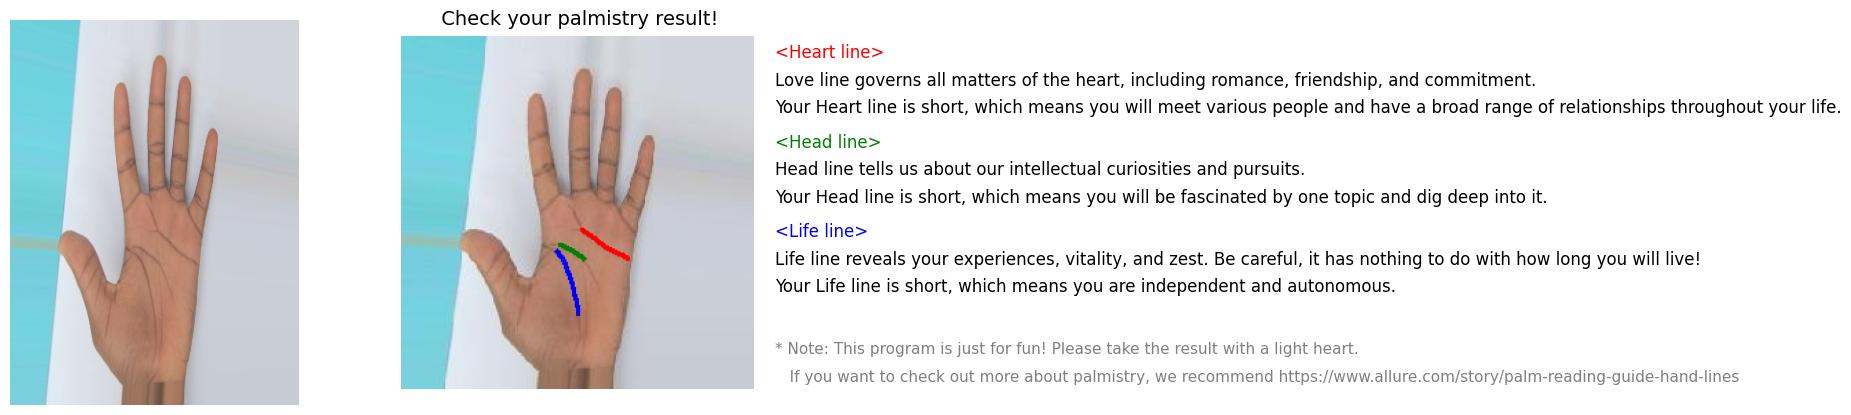 Check your palmistry result!
<Heart line>
Love line governs all matters of the heart, including romance, friendship, and commitment.
Your Heart line is short, which means you will meet various people and have a broad range of relationships throughout your life.
<Head line>
Head line tells us about our intellectual curiosities and pursuits.
Your Head line is short, which means you will be fascinated by one topic and dig deep into it.
<Life line>
Life line reveals your experiences, vitality, and zest. Be careful, it has nothing to do with how long you will live!
Your Life line is short, which means you are independent and autonomous.
* Note: This program is just for fun! Please take the result with a light heart.
If you want to check out more about palmistry, we recommend https://www.allure.com/story/palm-reading-guide-hand-lines